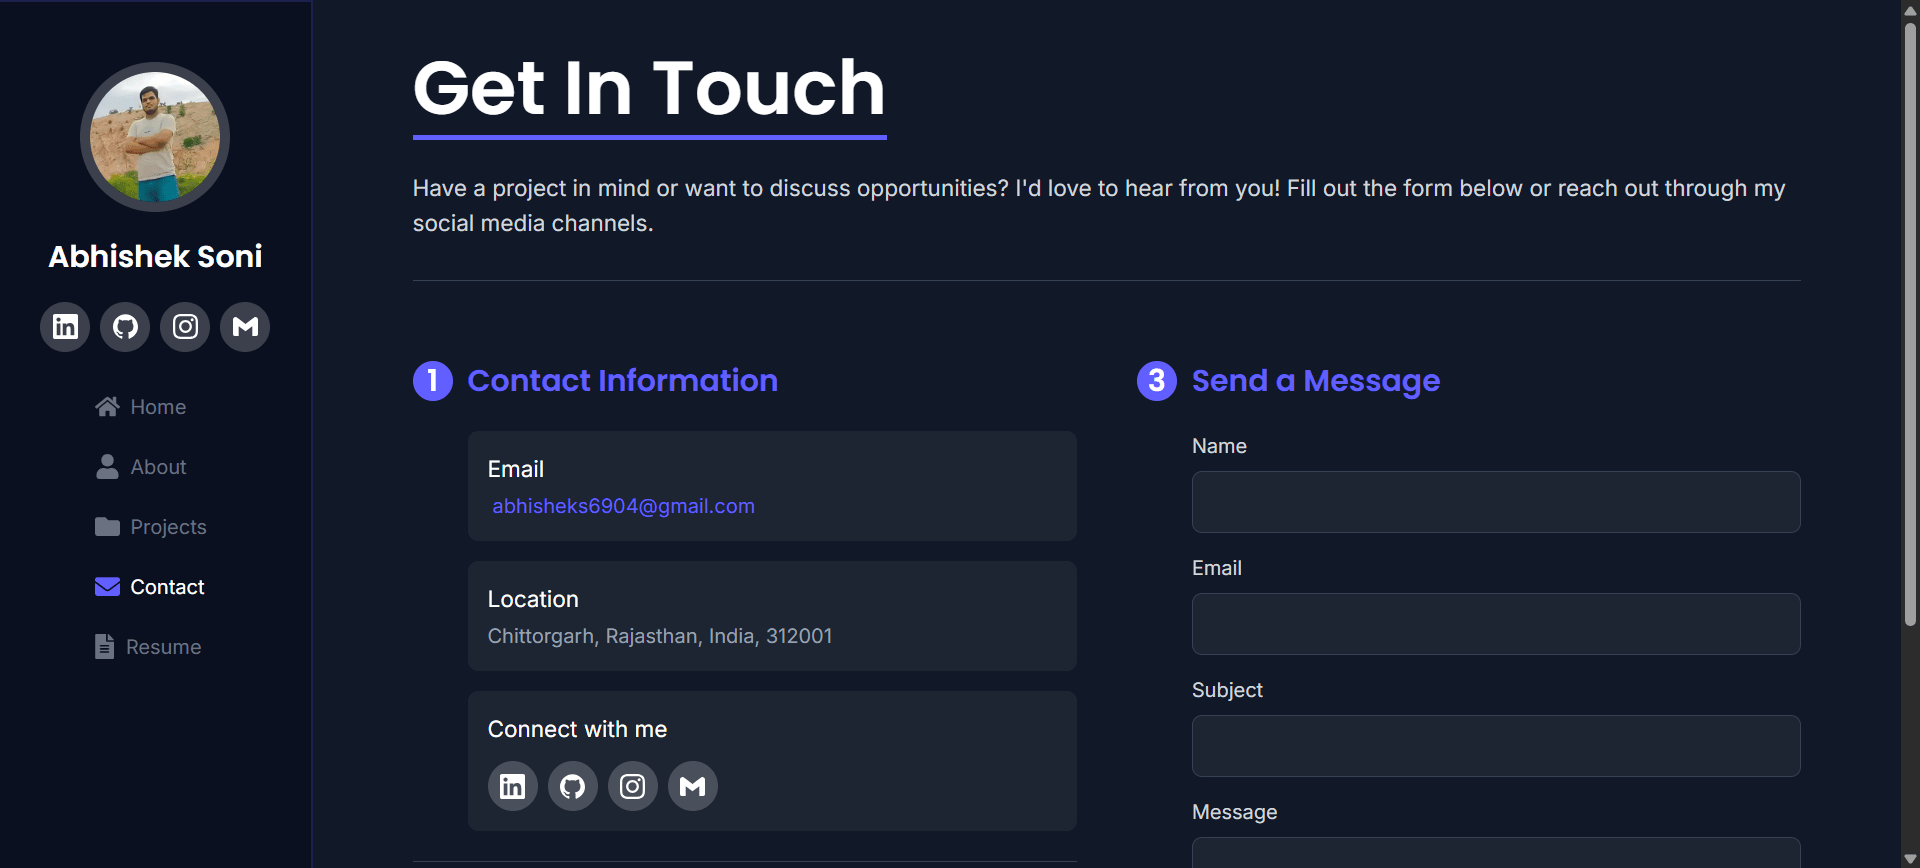 Abhishek Soni
Home
About
Projects
Contact
Resume
Get In Touch
Have a project in mind or want to discuss opportunities? I'd love to hear from you! Fill out the form below or reach out through my
social media channels.
1 Contact Information
Email
abhisheks6904@gmail.com
Location
Chittorgarh, Rajasthan, India, 312001
Connect with me
3 Send a Message
Name
Email
Subject
Message